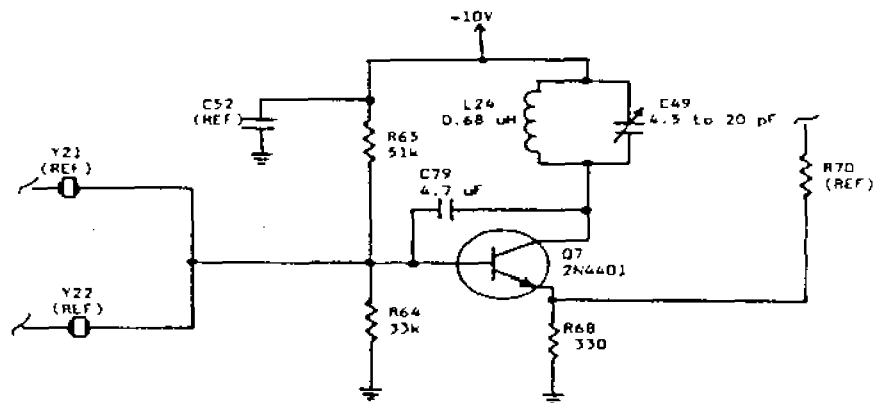 -10V
C52
(REF)
L24
0.68 uH
C49
4.5 to 20 pF
R63
51k
Y21
(REF)
C79
4.7 uF
R70
(REF)
Q7
2N4401
Y22
(REF)
R64
33k
R68
330